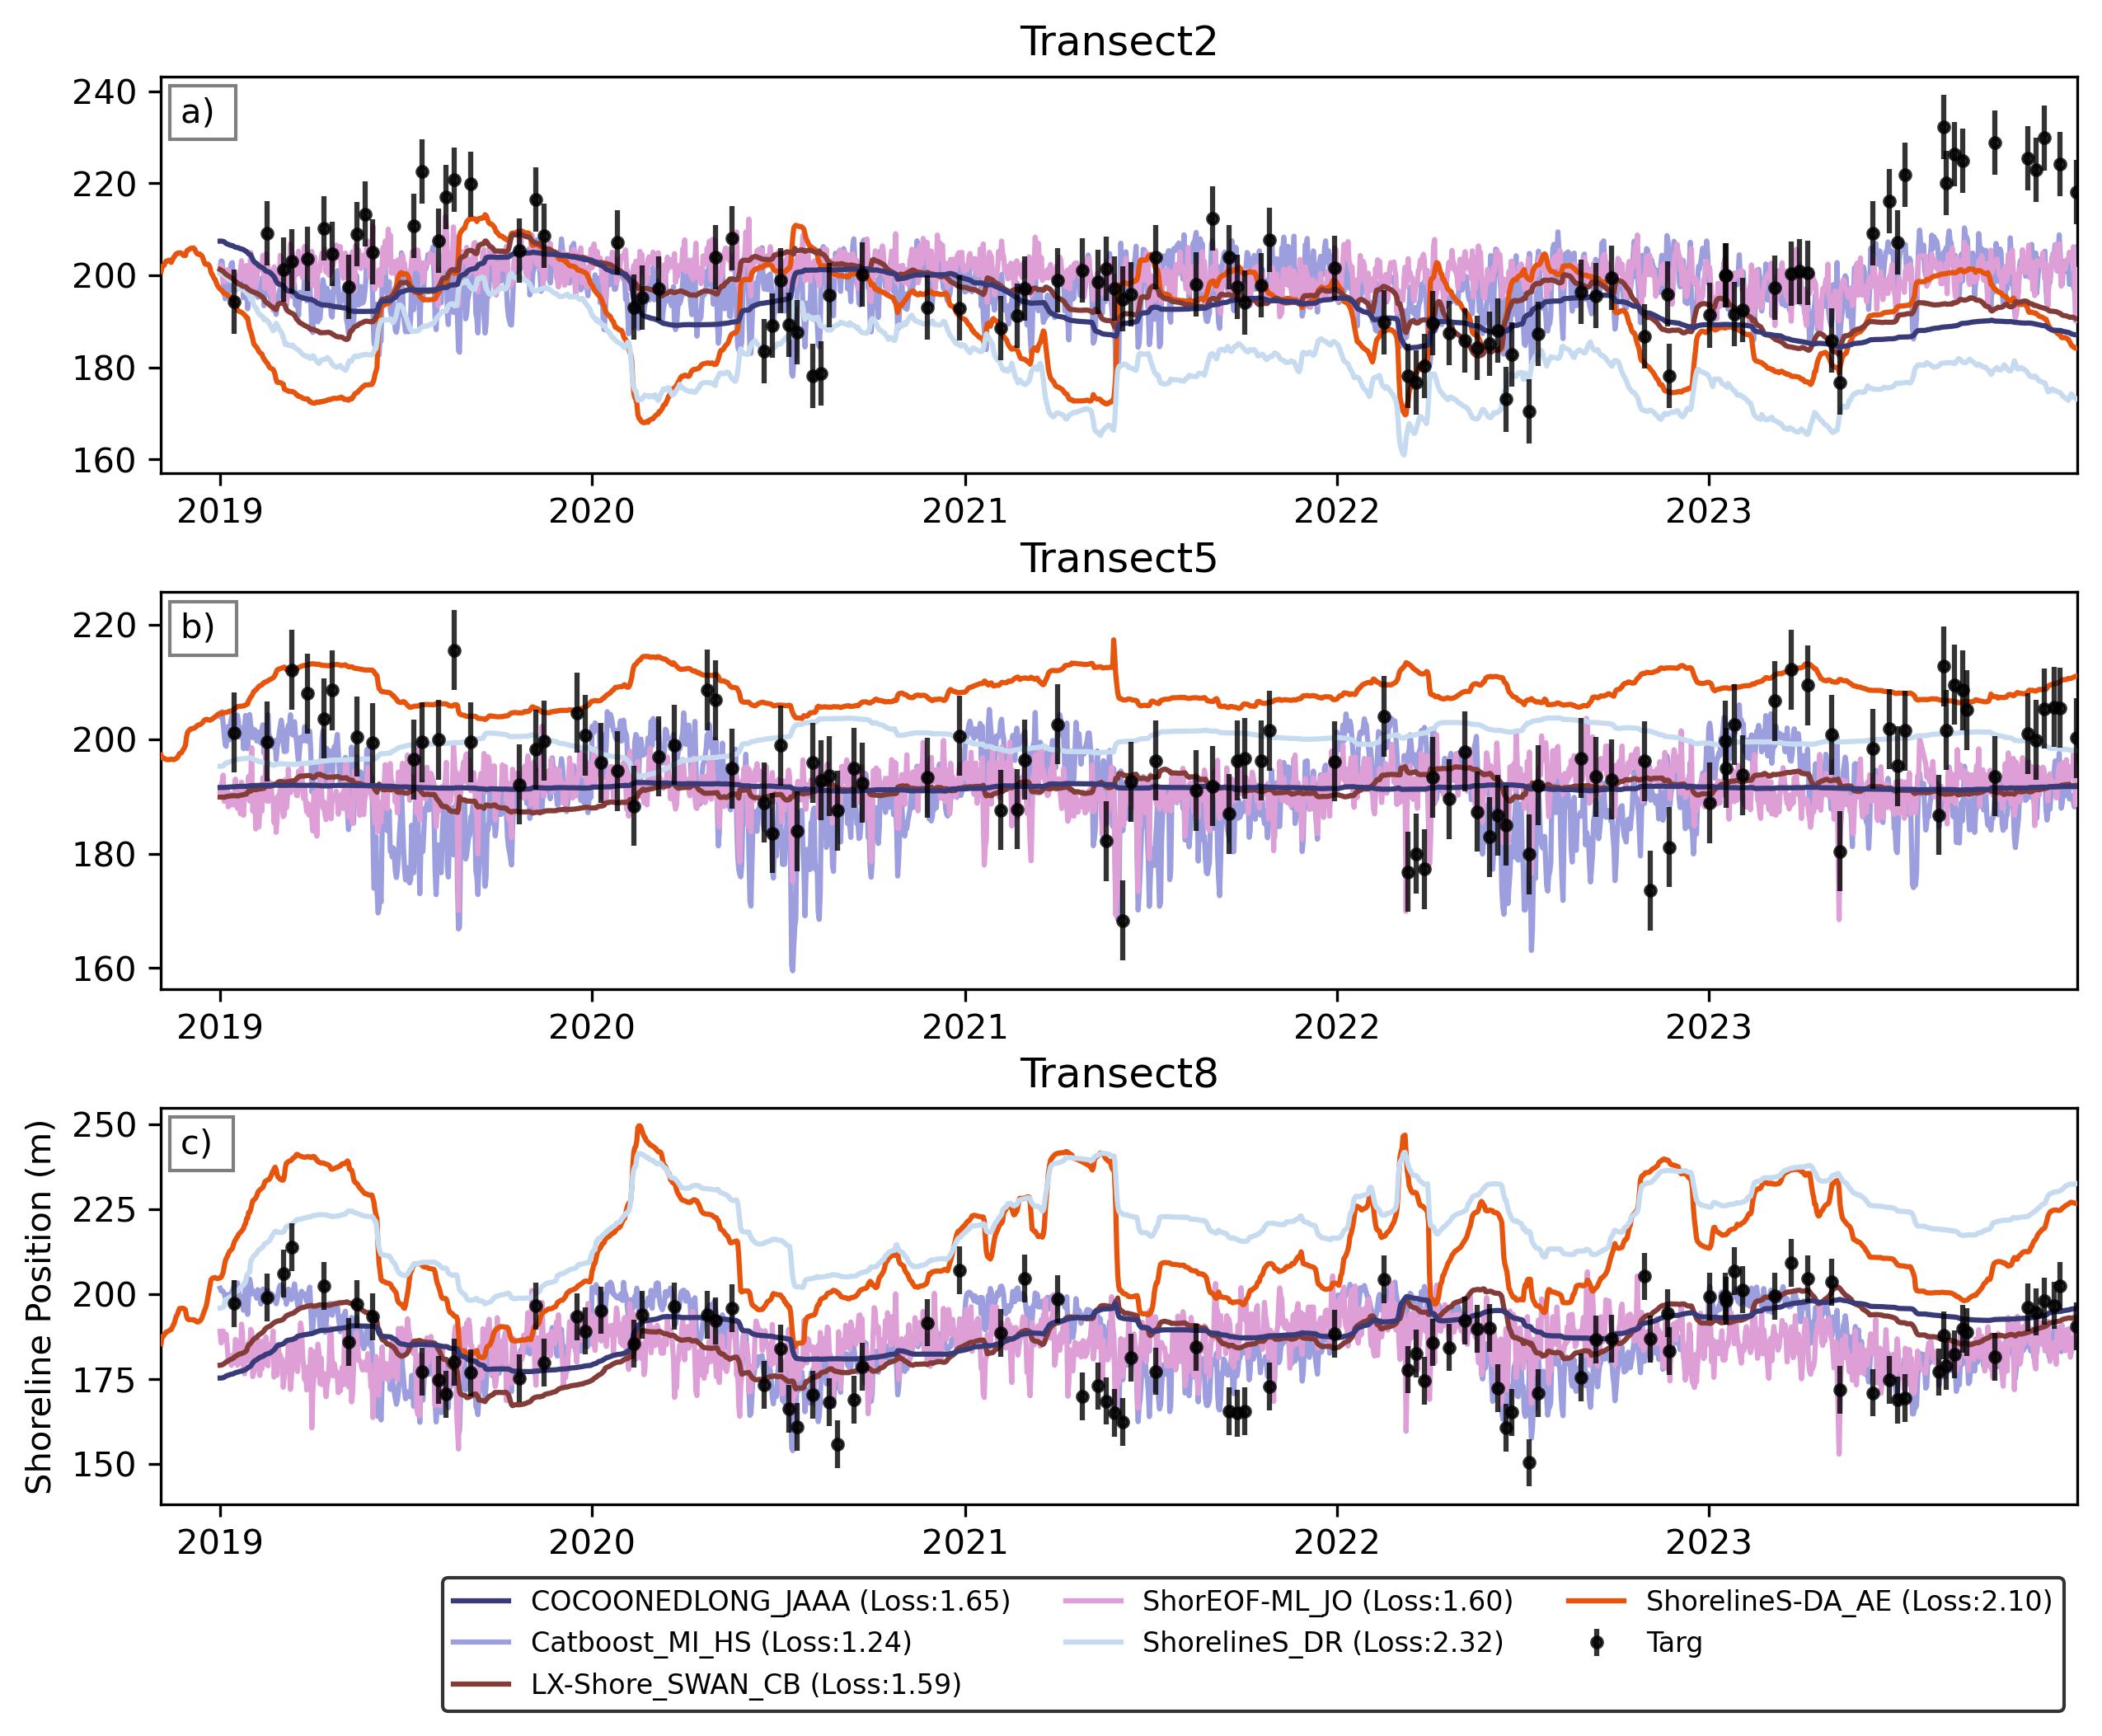 Transect2
a)
240
220
200
180
160
2019 2020 2021 2022 2023
Transect5
b)
220
200
180
160
2019 2020 2021 2022 2023
Transect8
c)
Shoreline Position (m)
250
225
200
175
150
2019 2020 2021 2022 2023
COCOONEDLONG_JAAA (Loss:1.65)
Catboost_MI_HS (Loss:1.24)
LX-Shore_SWAN_CB (Loss:1.59)
ShorEOF-ML_JO (Loss:1.60)
ShorelineS_DR (Loss:2.32)
ShorelineS-DA_AE (Loss:2.10)
Targ